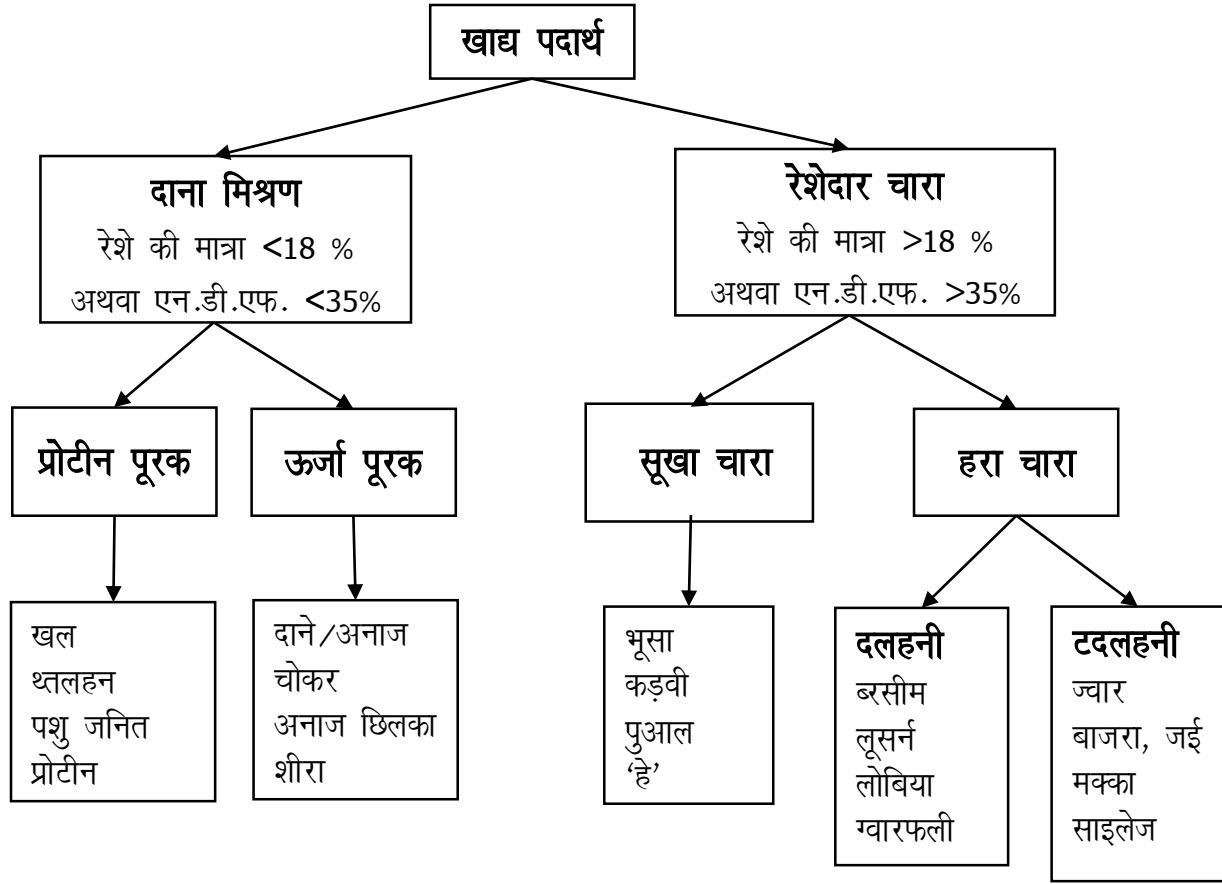 खाद्य पदार्थ
दाना मिश्रण
रेशे की मात्रा <18 %
अथवा एन.डी.एफ. <35%
रेशेदार चारा
रेशे की मात्रा >18 %
अथवा एन.डी.एफ. >35%
प्रोटीन पूरक
ऊर्जा पूरक
सूखा चारा
हरा चारा
खल
थ्तलहन
पशु जनित
प्रोटीन
दाने/अनाज
चोकर
अनाज छिलका
शीरा
भूसा
कड़वी
पुआल
‘हे’
दलहनी
ब्रसीम
लूसर्न
लोबिया
ग्वारफली
टदलहनी
ज्वार
बाजरा, जई
मक्का
साइलेज